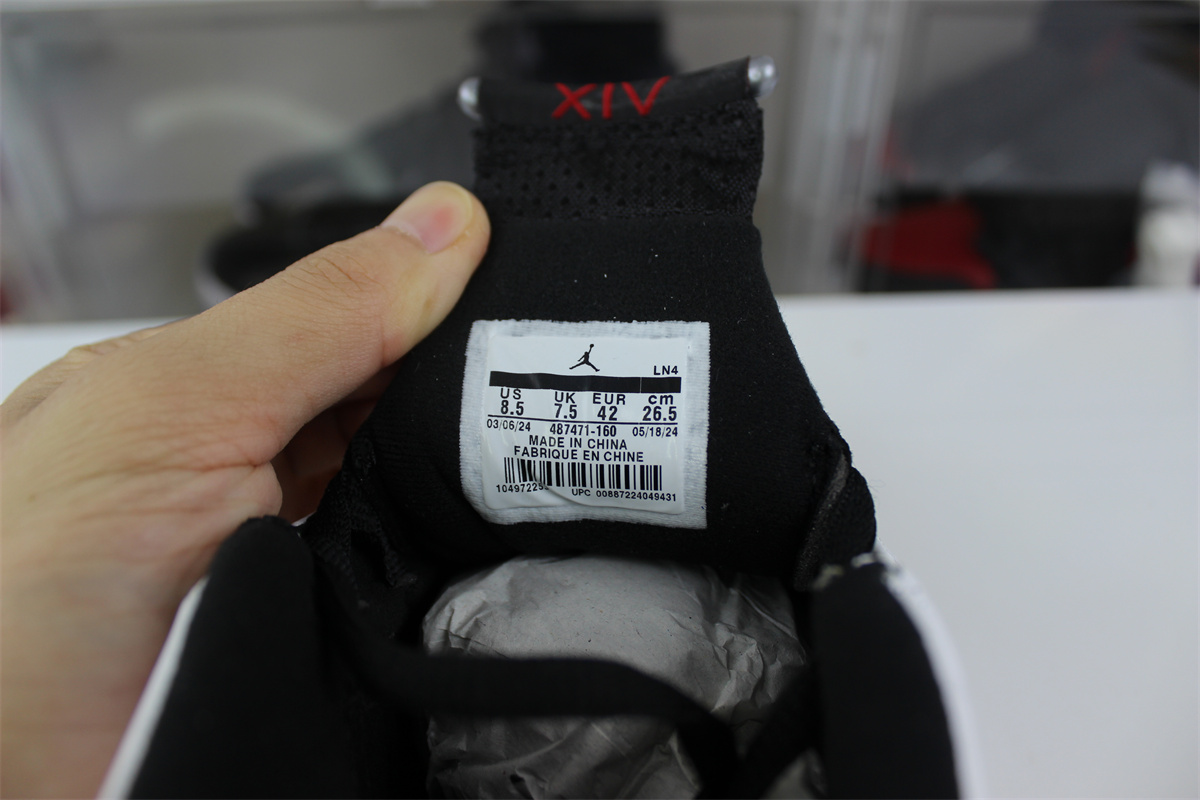 XIV
LN4
US UK EUR cm
8.5 7.5 42 26.5
03/06/24 487471-160 05/18/24
MADE IN CHINA
FABRIQUE EN CHINE
UPC 00887224049431